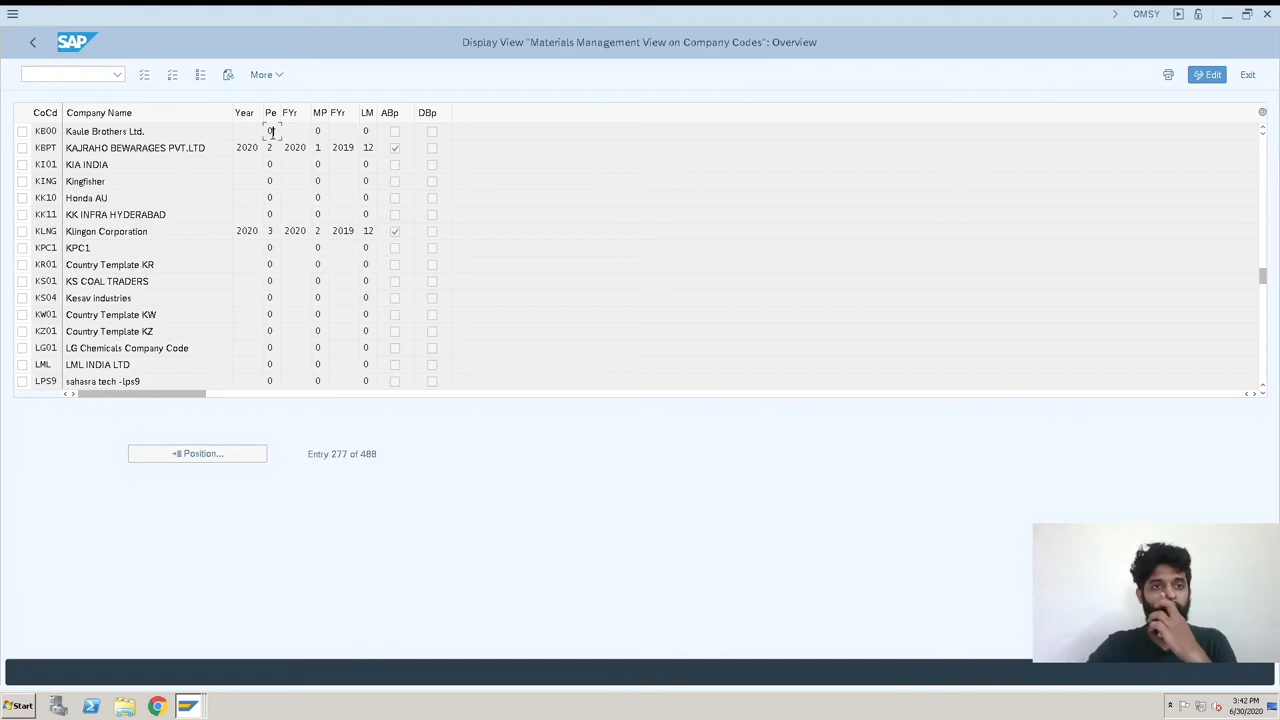 OMSY
SAP Display View "Materials Management View on Company Codes": Overview
More Edit Exit
CoCd Company Name Year Pe FYr MP FYr LM ABp DBp
KB00 Kaule Brothers Ltd. 0 0 0
KBPT KAJRAHO BEWARAGES PVT.LTD 2020 2 2020 1 2019 12
KI01 KIA INDIA 0 0 0
KING Kingfisher 0 0 0
KK10 Honda AU 0 0 0
KK11 KK INFRA HYDERABAD 0 0 0
KLNG Klingon Corporation 2020 3 2020 2 2019 12
KPC1 KPC1 0 0 0
KR01 Country Template KR 0 0 0
KS01 KS COAL TRADERS 0 0 0
KS04 Kesav industries 0 0 0
KW01 Country Template KW 0 0 0
KZ01 Country Template KZ 0 0 0
LG01 LG Chemicals Company Code 0 0 0
LML LML INDIA LTD 0 0 0
LPS9 sahasra tech -lps9 0 0 0
Position... Entry 277 of 488
Start 3:42 PM
6/30/2020